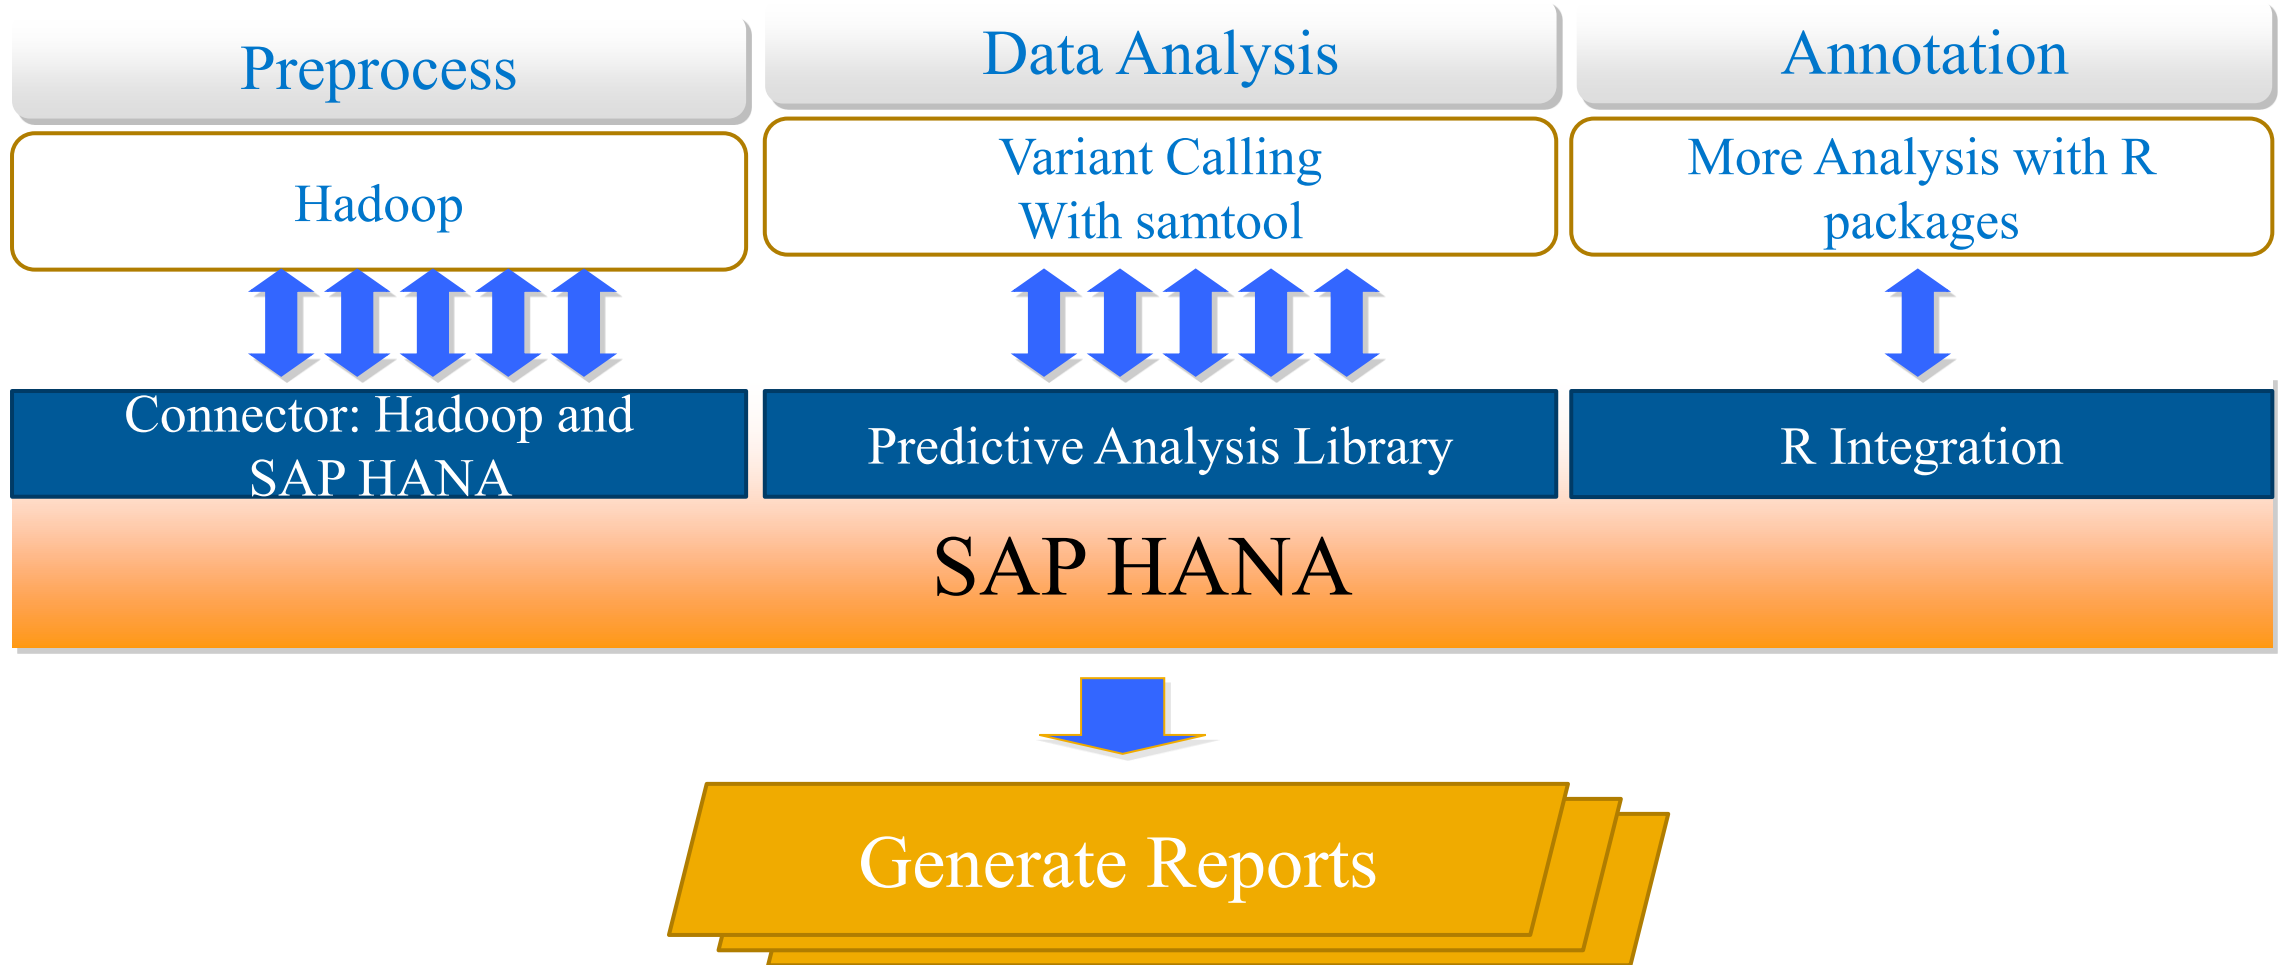 Preprocess
Data Analysis
Annotation
Hadoop
Variant Calling
With samtool
More Analysis with R
packages
Connector: Hadoop and
SAP HANA
Predictive Analysis Library
R Integration
SAP HANA
Generate Reports